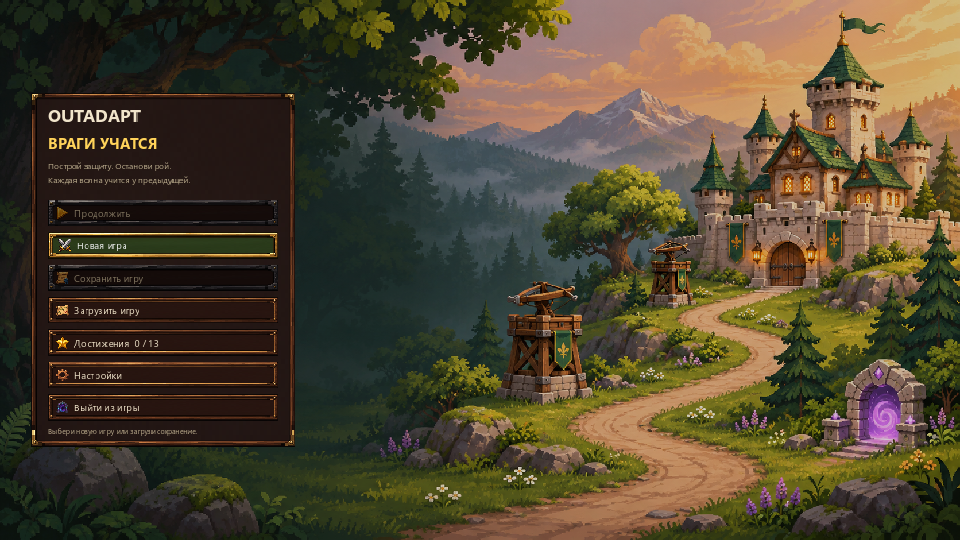 OUTADAPT
ВРАГИ УЧАТСЯ
Построй защиту. Останови рой.
Каждая волна учится у предыдущей.
Продолжить
Новая игра
Сохранить игру
Загрузить игру
Достижения 0 / 13
Настройки
Выйти из игры
Выбери новую игру или загрузи сохранение.